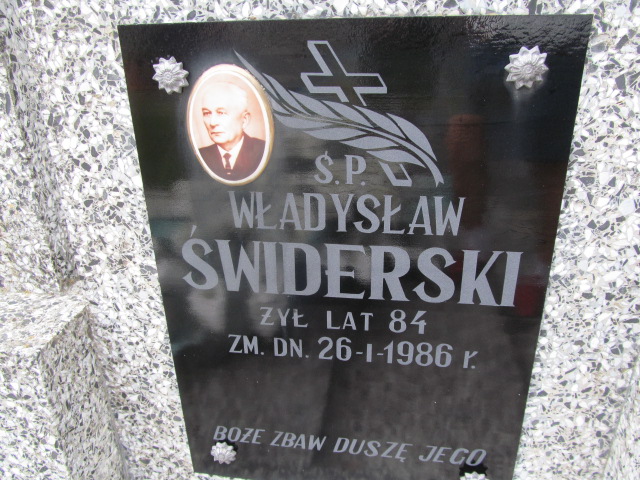 Ś.P.
WŁADYSŁAW
ŚWIDERSKI
ŻYŁ LAT 84
ZM. DN. 26-I-1986 r.
BOŻE ZBAW DUSZĘ JEGO